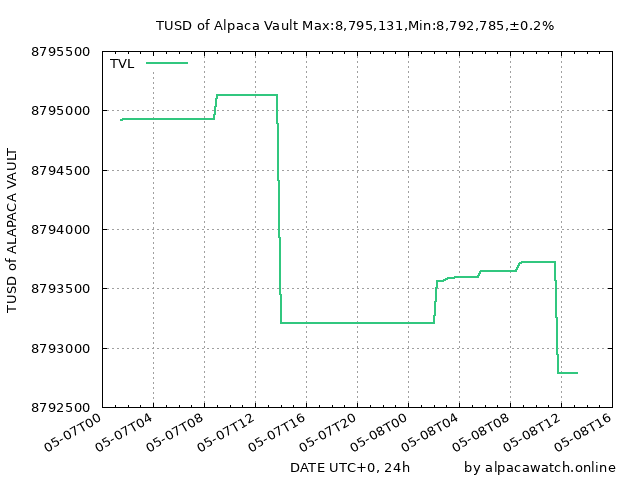 TUSD of Alpaca Vault Max:8,795,131,Min:8,792,785,±0.2%
TVL
8795500
8795000
8794500
8794000
8793500
8793000
8792500
TUSD of ALAPACA VAULT
05-07T00
05-07T04
05-07T08
05-07T12
05-07T16
05-07T20
05-08T00
05-08T04
05-08T08
05-08T12
05-08T16
DATE UTC+0, 24h
by alpacawatch.online